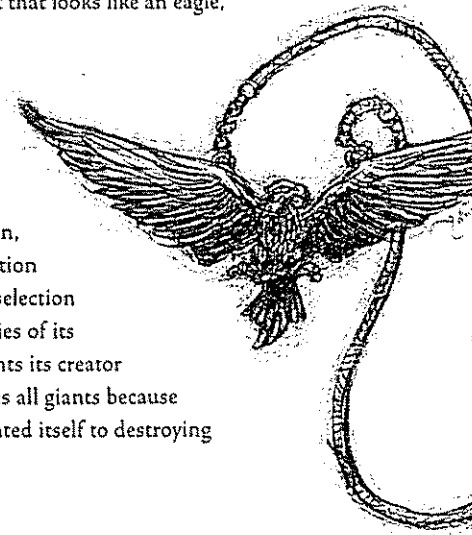 that looks like an eagle,
n,
tion
selection
ies of its
nts its creator
s all giants because
ted itself to destroying